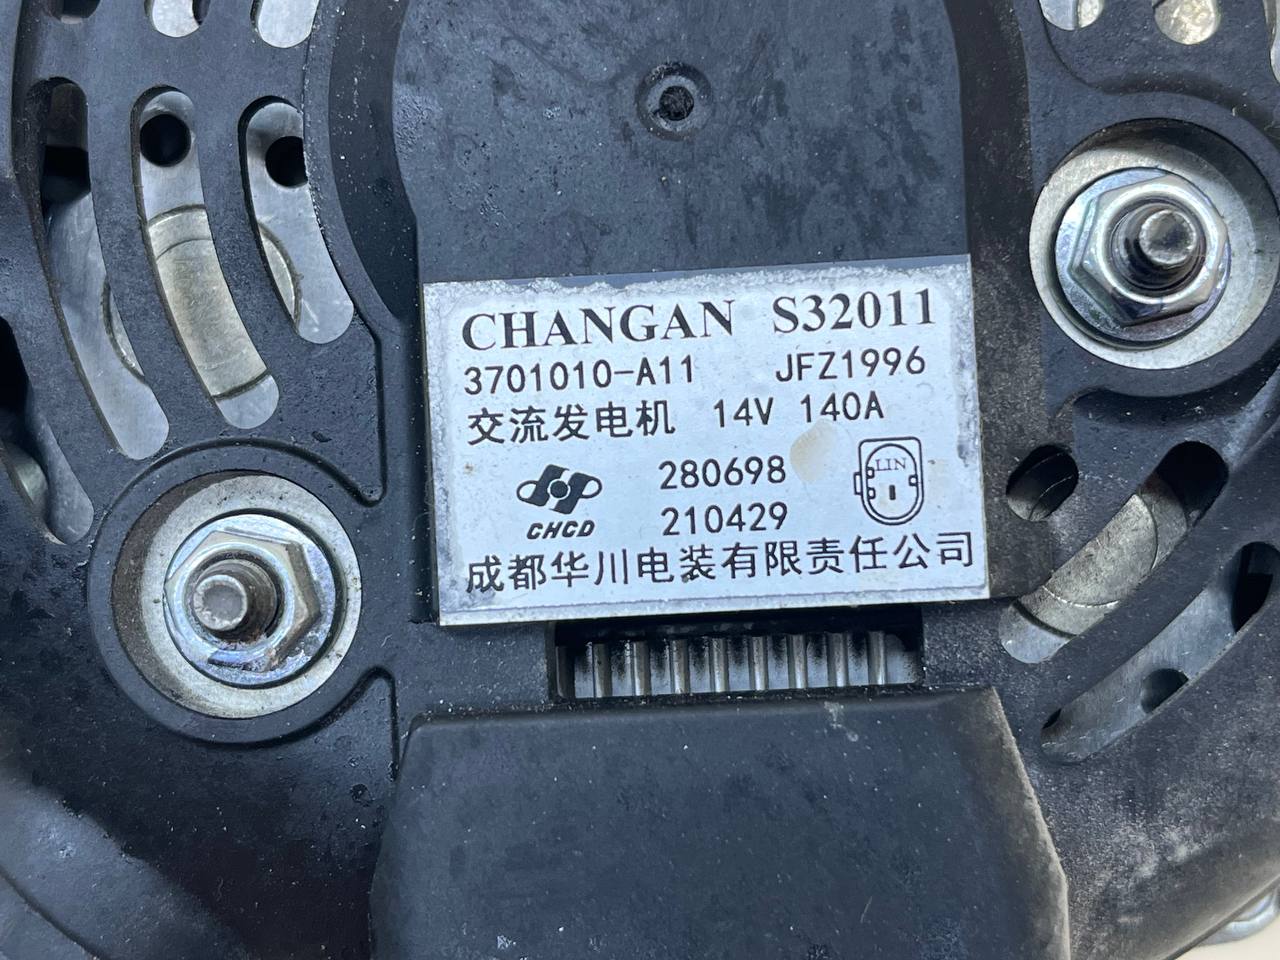 CHANGAN S32011
3701010-A11 JFZ1996
交流发电机 14V 140A
280698
LIN
CHCD
210429
成都华川电装有限责任公司